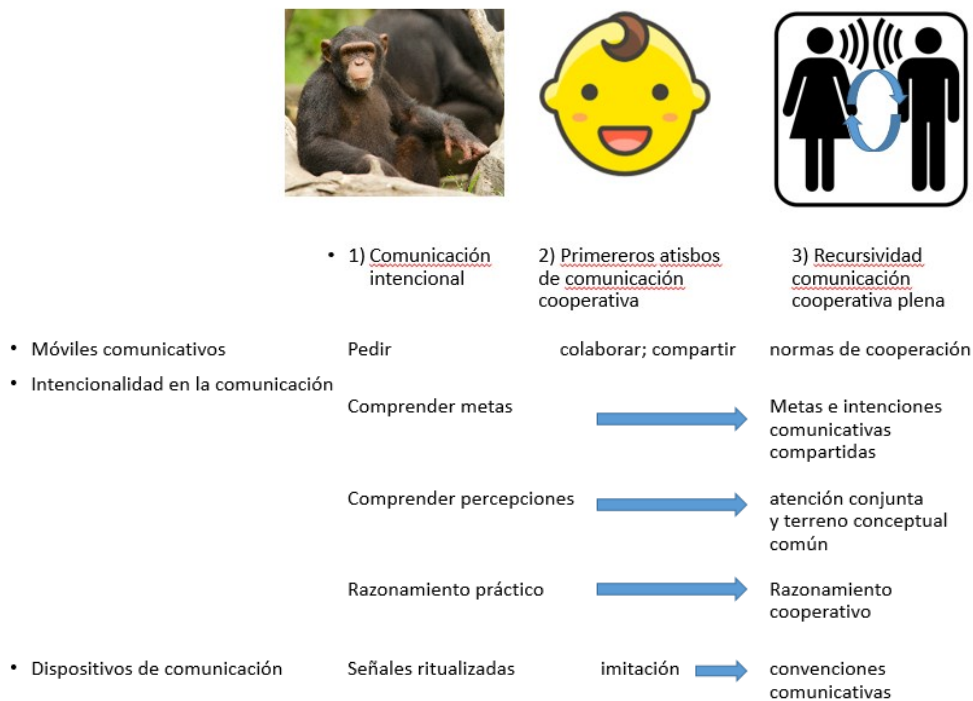 • 1) Comunicación
intencional
2) Primereros atisbos
de comunicación
cooperativa
3) Recursividad
comunicación
cooperativa plena
• Móviles comunicativos
Pedir
colaborar; compartir
normas de cooperación
• Intencionalidad en la comunicación
Comprender metas
Metas e intenciones
comunicativas
compartidas
Comprender percepciones
atención conjunta
y terreno conceptual
común
Razonamiento práctico
Razonamiento
cooperativo
• Dispositivos de comunicación
Señales ritualizadas
imitación
convenciones
comunicativas